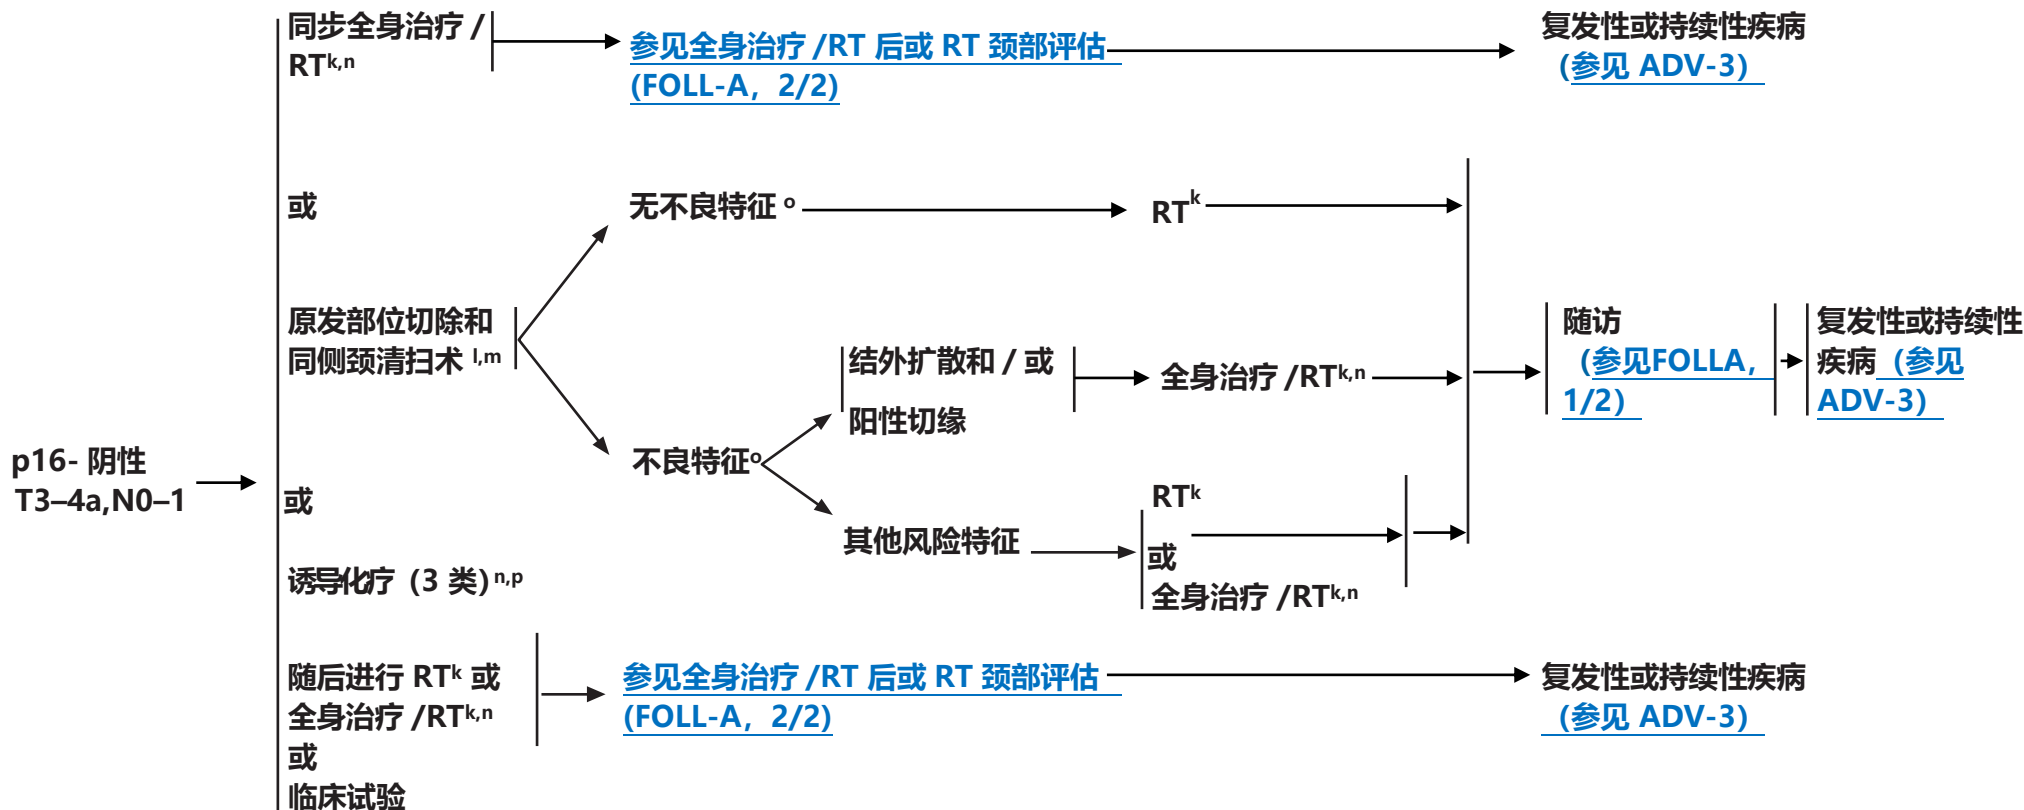 p16- 阴性
T3–4a,N0–1
同步全身治疗 /
RTk,n
参见全身治疗 /RT 后或 RT 颈部评估
(FOLL-A，2/2)
复发性或持续性疾病
（参见 ADV-3）
或
原发部位切除和
同侧颈清扫术 l,m
无不良特征 o
RTk
不良特征o
结外扩散和 / 或
阳性切缘
全身治疗 /RTk,n
其他风险特征
RTk
或
全身治疗 /RTk,n
随访
（参见FOLLA，
1/2）
复发性或持续性
疾病（参见
ADV-3）
或
诱导化疗（3 类）n,p
随后进行 RTk 或
全身治疗 /RTk,n
参见全身治疗 /RT 后或 RT 颈部评估
(FOLL-A，2/2)
复发性或持续性疾病
（参见 ADV-3）
或
临床试验